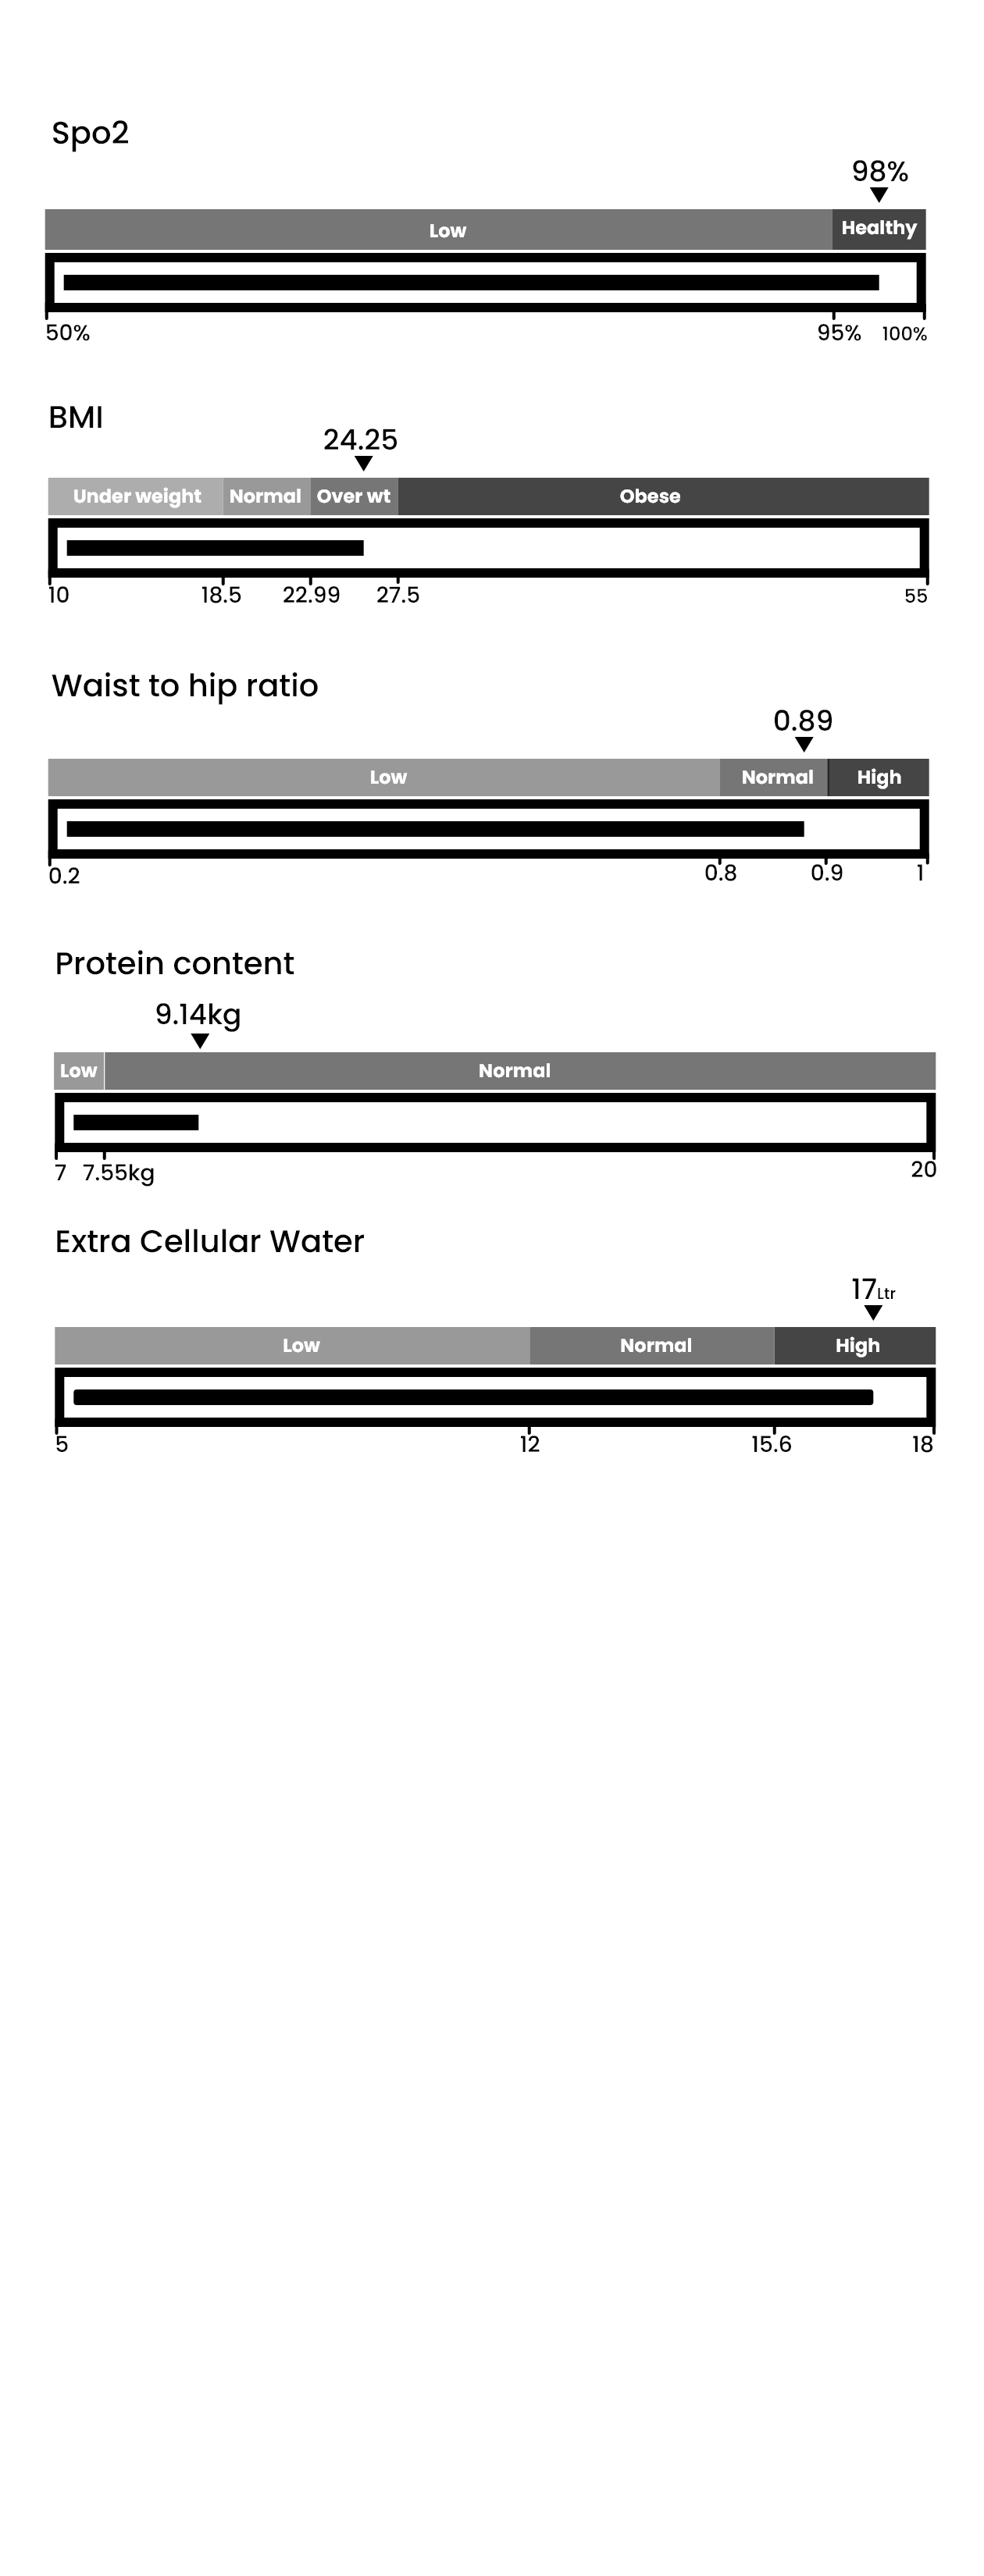 Spo2
98%
Low Healthy
50% 95% 100%
BMI
24.25
Under weight Normal Over wt Obese
10 18.5 22.99 27.5 55
Waist to hip ratio
0.89
Low Normal High
0.2 0.8 0.9 1
Protein content
9.14kg
Low Normal
7 7.55kg 20
Extra Cellular Water
17Ltr
Low Normal High
5 12 15.6 18